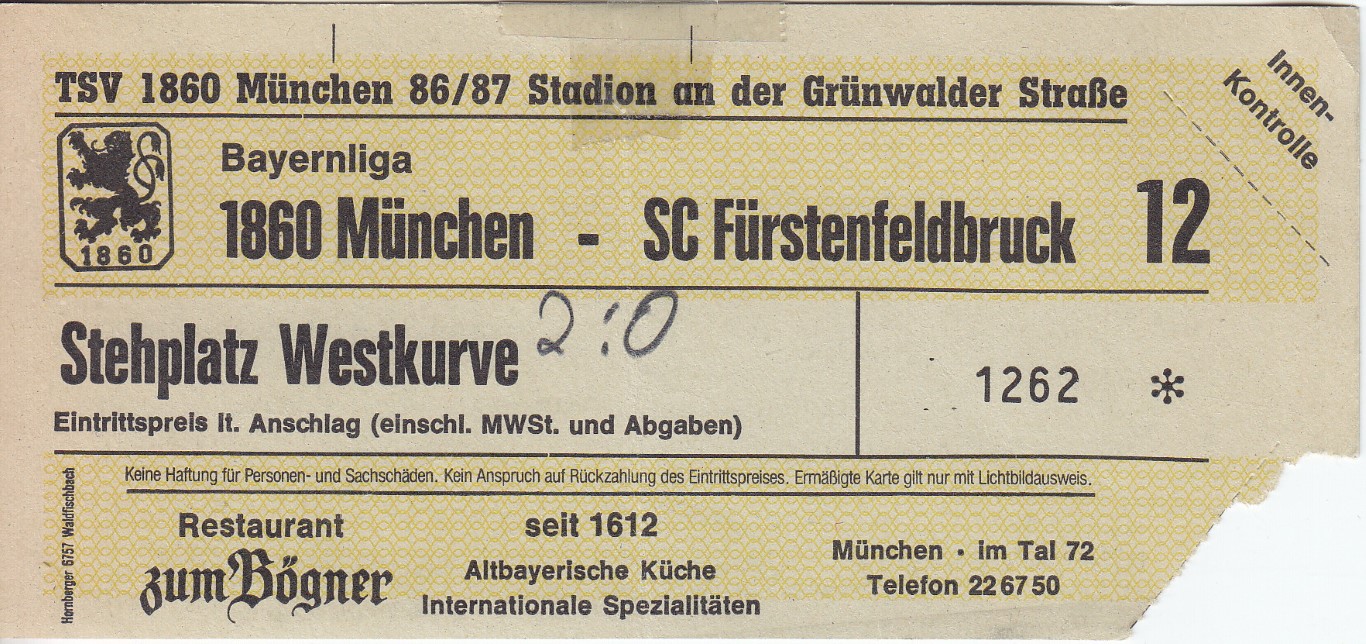 TSV 1860 München 86/87 Stadion an der Grünwalder Straße
Innen-
Kontrolle
Bayernliga
1860 München - SC Fürstenfeldbruck 12
1860
Stehplatz Westkurve 2:0
1262 *
Eintrittspreis lt. Anschlag (einschl. MWSt. und Abgaben)
Keine Haftung für Personen- und Sachschäden. Kein Anspruch auf Rückzahlung des Eintrittspreises. Ermäßigte Karte gilt nur mit Lichtbildausweis.
Hornberger 6757 Waldfischbach
Restaurant
zum Bögner
seit 1612
Altbayerische Küche
Internationale Spezialitäten
München · im Tal 72
Telefon 22 67 50